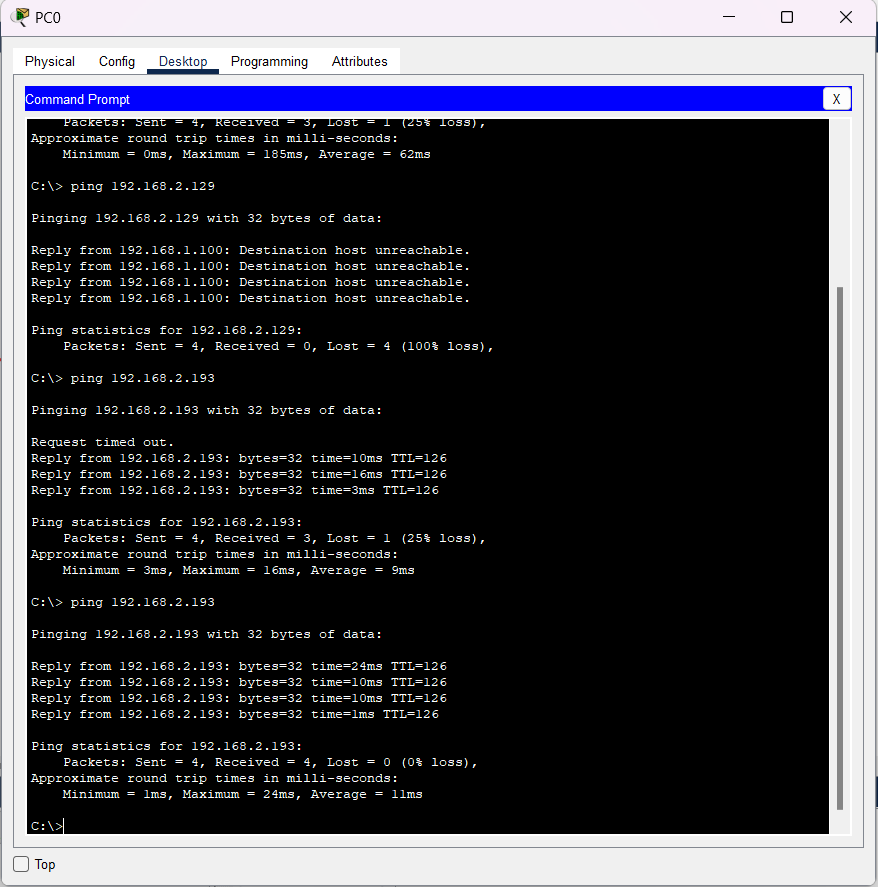 PC0
Physical Config Desktop Programming Attributes
Command Prompt X
Packets: Sent = 4, Received = 3, Lost = 1 (25% loss),
Approximate round trip times in milli-seconds:
Minimum = 0ms, Maximum = 185ms, Average = 62ms
C:\> ping 192.168.2.129
Pinging 192.168.2.129 with 32 bytes of data:
Reply from 192.168.1.100: Destination host unreachable.
Reply from 192.168.1.100: Destination host unreachable.
Reply from 192.168.1.100: Destination host unreachable.
Reply from 192.168.1.100: Destination host unreachable.
Ping statistics for 192.168.2.129:
Packets: Sent = 4, Received = 0, Lost = 4 (100% loss),
C:\> ping 192.168.2.193
Pinging 192.168.2.193 with 32 bytes of data:
Request timed out.
Reply from 192.168.2.193: bytes=32 time=10ms TTL=126
Reply from 192.168.2.193: bytes=32 time=16ms TTL=126
Reply from 192.168.2.193: bytes=32 time=3ms TTL=126
Ping statistics for 192.168.2.193:
Packets: Sent = 4, Received = 3, Lost = 1 (25% loss),
Approximate round trip times in milli-seconds:
Minimum = 3ms, Maximum = 16ms, Average = 9ms
C:\> ping 192.168.2.193
Pinging 192.168.2.193 with 32 bytes of data:
Reply from 192.168.2.193: bytes=32 time=24ms TTL=126
Reply from 192.168.2.193: bytes=32 time=10ms TTL=126
Reply from 192.168.2.193: bytes=32 time=10ms TTL=126
Reply from 192.168.2.193: bytes=32 time=1ms TTL=126
Ping statistics for 192.168.2.193:
Packets: Sent = 4, Received = 4, Lost = 0 (0% loss),
Approximate round trip times in milli-seconds:
Minimum = 1ms, Maximum = 24ms, Average = 11ms
C:\>
Top